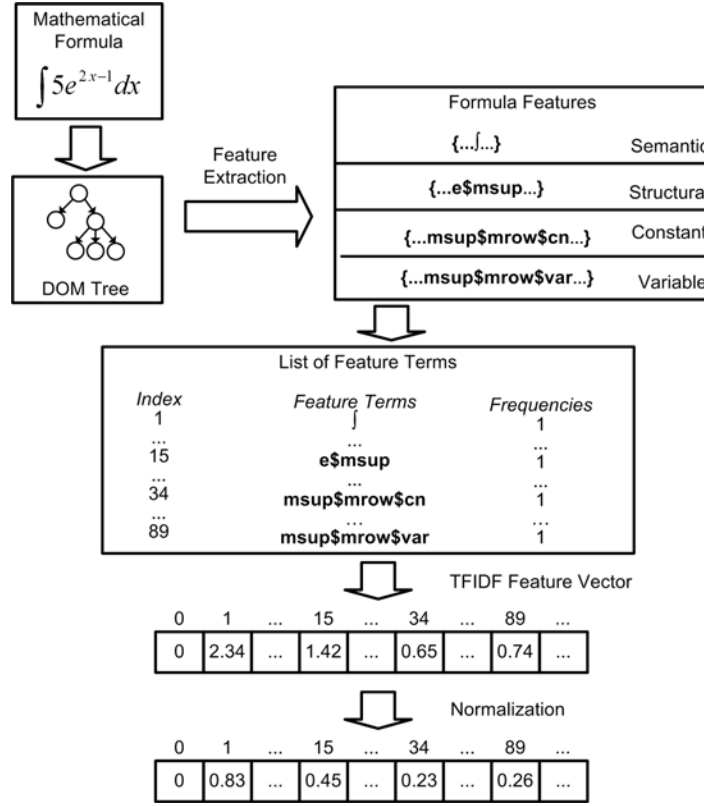 Mathematical
Formula
∫5e^{2x−1}dx
DOM Tree
Feature
Extraction
Formula Features
{...∫...} Semantic
{...e$msup...} Structura
{...msup$mrow$cn...} Constant
{...msup$mrow$var...} Variable
List of Feature Terms
Index Feature Terms Frequencies
1 ∫ 1
... ... ...
15 e$msup 1
... ... ...
34 msup$mrow$cn 1
... ... ...
89 msup$mrow$var 1
TFIDF Feature Vector
0 1 ... 15 ... 34 ... 89 ...
0 2.34 ... 1.42 ... 0.65 ... 0.74 ...
Normalization
0 1 ... 15 ... 34 ... 89 ...
0 0.83 ... 0.45 ... 0.23 ... 0.26 ...